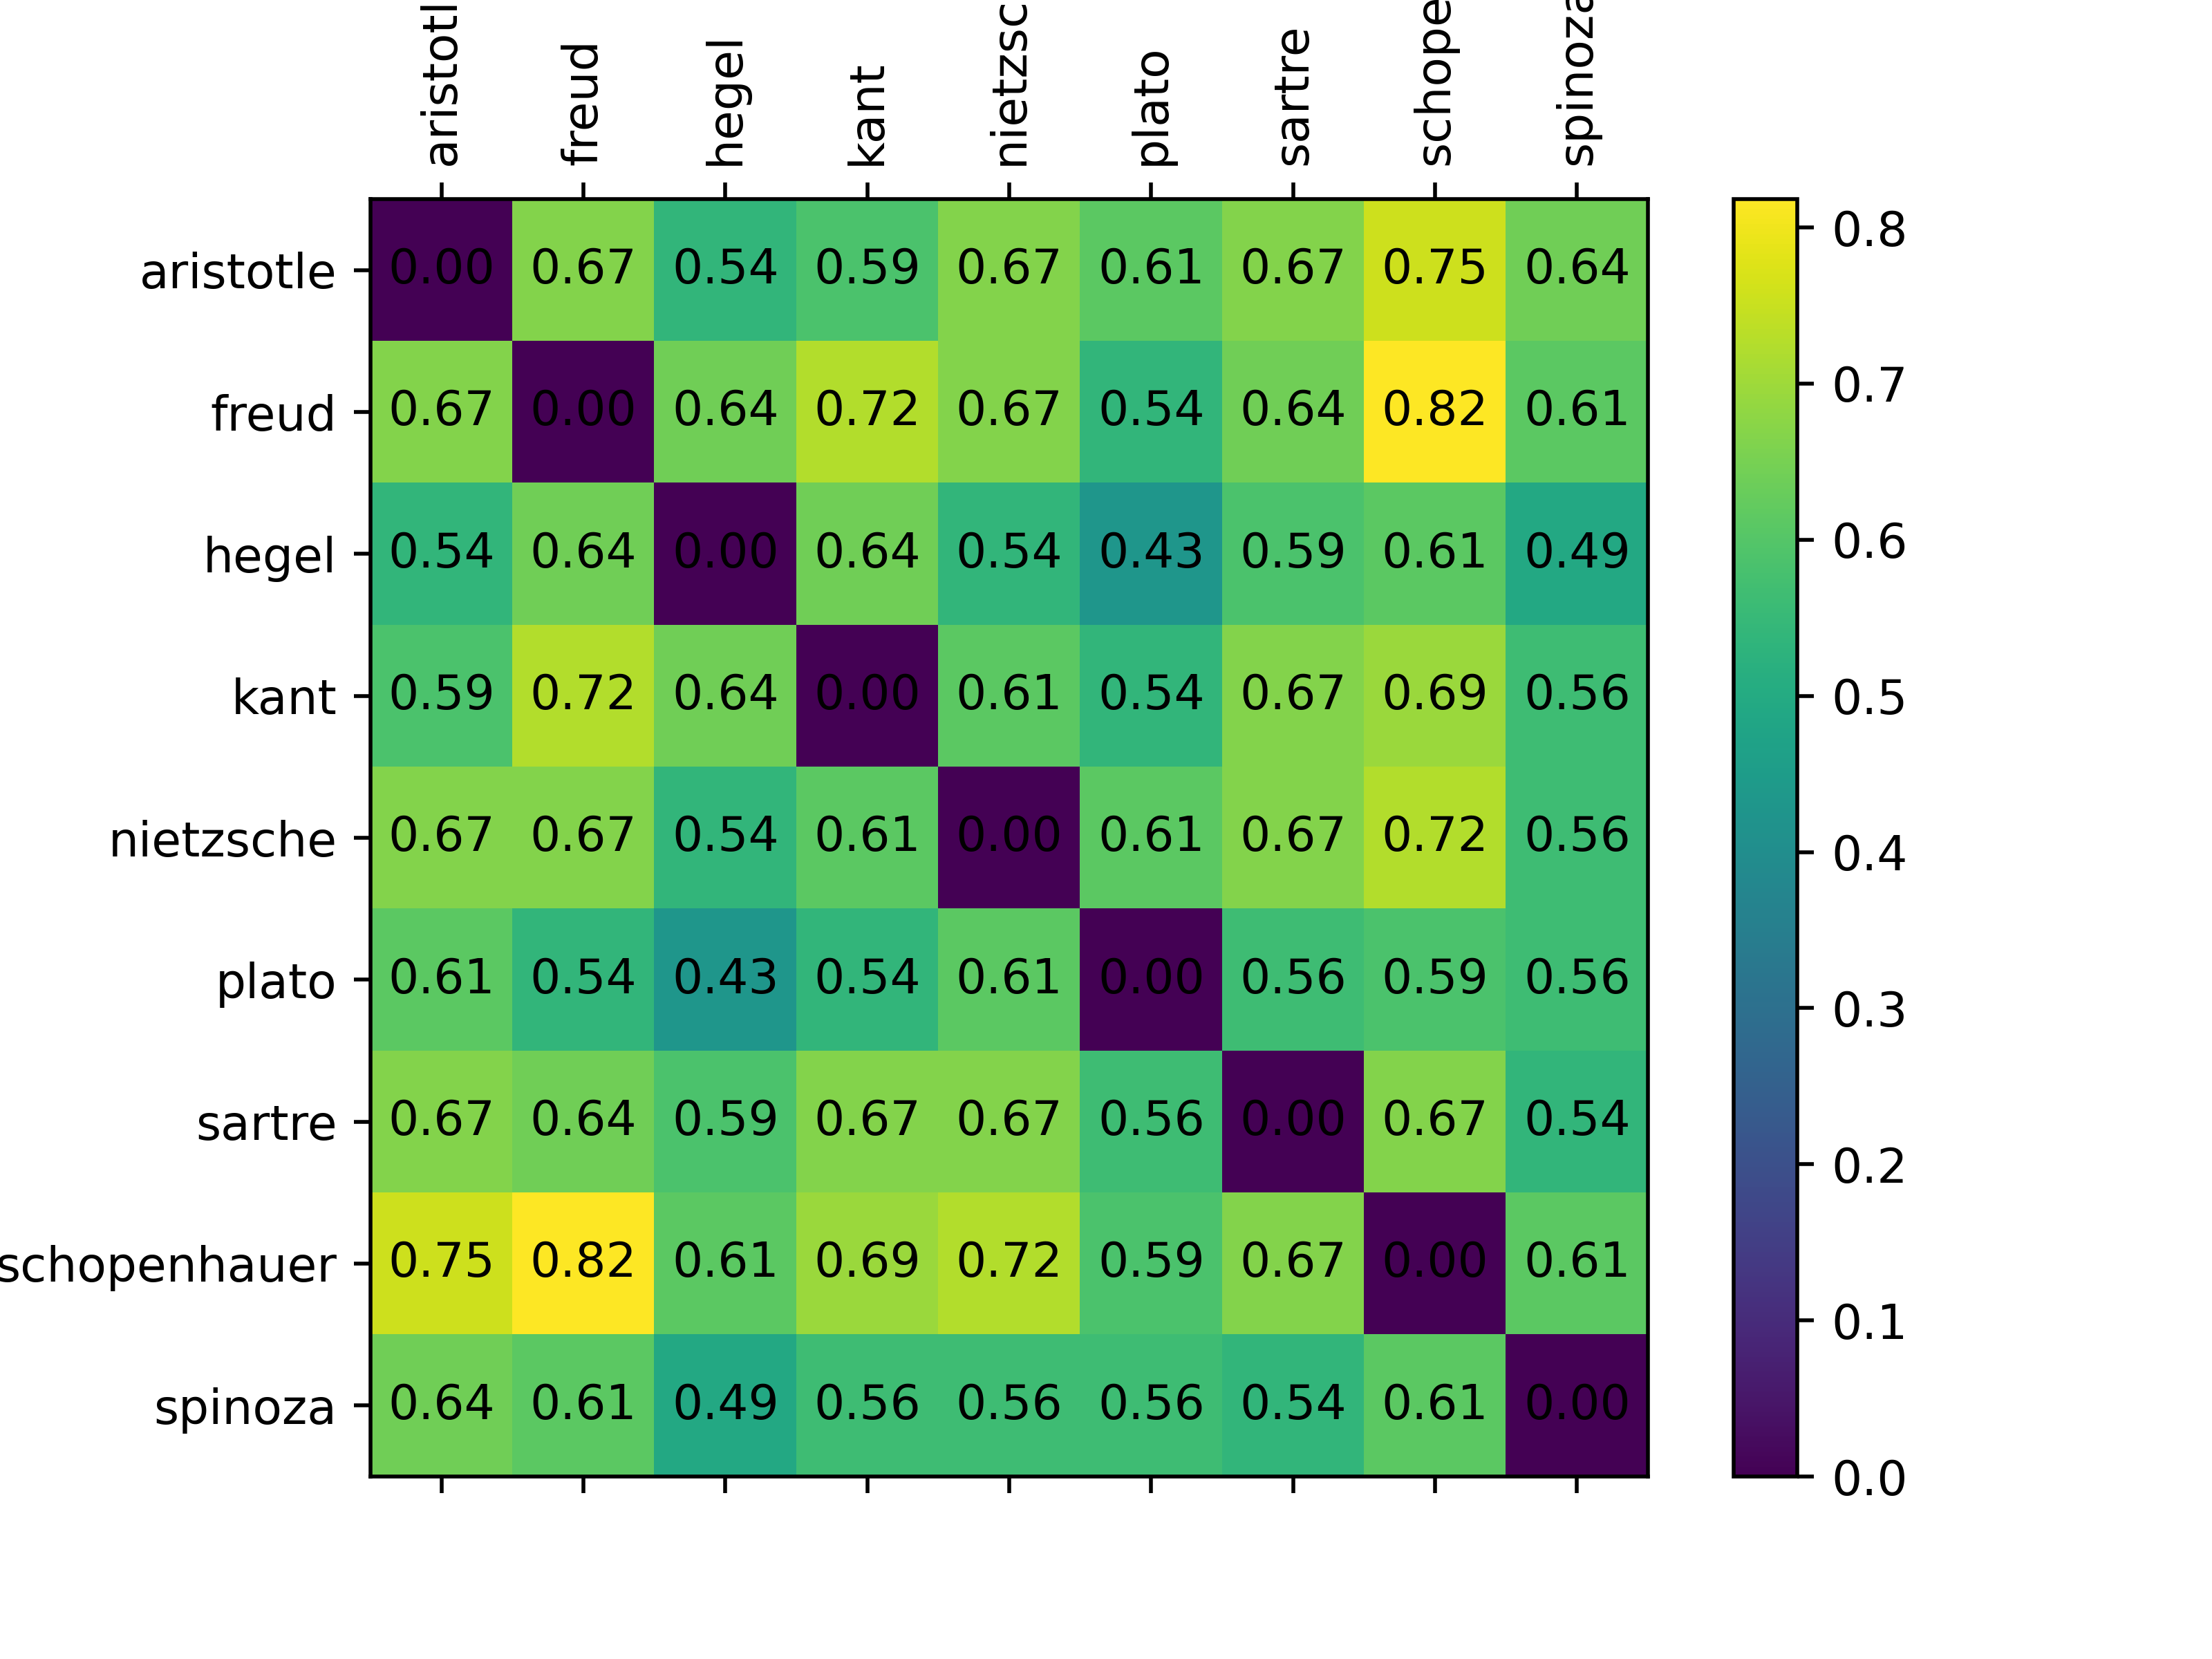 aristotl freud hegel kant nietzsc plato sartre schope spinoza
aristotle 0.00 0.67 0.54 0.59 0.67 0.61 0.67 0.75 0.64
freud 0.67 0.00 0.64 0.72 0.67 0.54 0.64 0.82 0.61
hegel 0.54 0.64 0.00 0.64 0.54 0.43 0.59 0.61 0.49
kant 0.59 0.72 0.64 0.00 0.61 0.54 0.67 0.69 0.56
nietzsche 0.67 0.67 0.54 0.61 0.00 0.61 0.67 0.72 0.56
plato 0.61 0.54 0.43 0.54 0.61 0.00 0.56 0.59 0.56
sartre 0.67 0.64 0.59 0.67 0.67 0.56 0.00 0.67 0.54
schopenhauer 0.75 0.82 0.61 0.69 0.72 0.59 0.67 0.00 0.61
spinoza 0.64 0.61 0.49 0.56 0.56 0.56 0.54 0.61 0.00
0.8
0.7
0.6
0.5
0.4
0.3
0.2
0.1
0.0